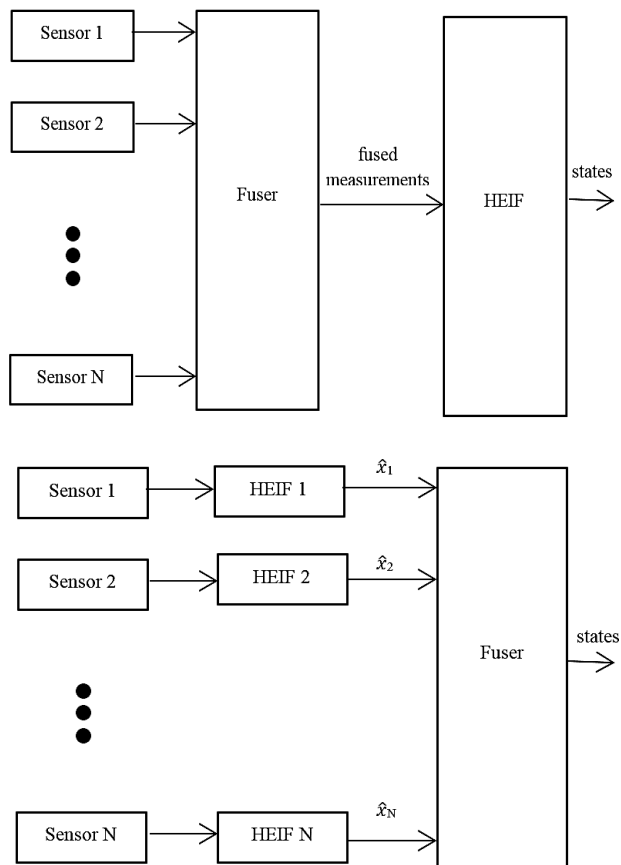 Sensor 1
Sensor 2
Sensor N
Fuser
fused
measurements
HEIF
states
Sensor 1
HEIF 1
x̂1
Sensor 2
HEIF 2
x̂2
Sensor N
HEIF N
x̂N
Fuser
states